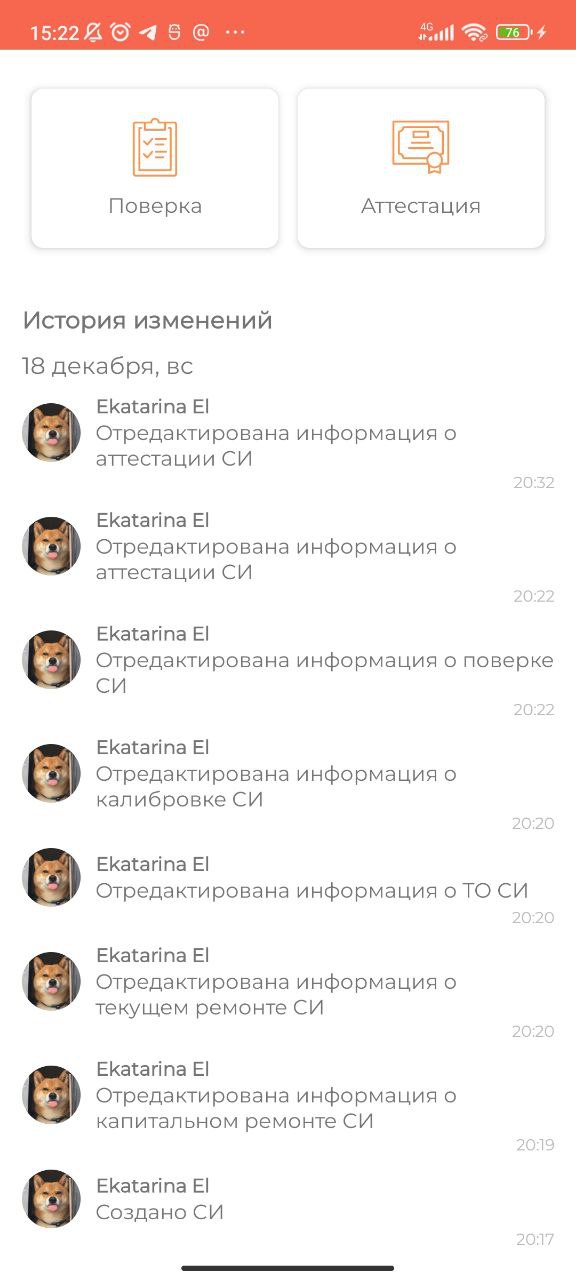 15:22
4G
76
Поверка
Аттестация
История изменений
18 декабря, вс
Ekatarina El
Отредактирована информация о
аттестации СИ
20:32
Ekatarina El
Отредактирована информация о
аттестации СИ
20:22
Ekatarina El
Отредактирована информация о поверке
СИ
20:22
Ekatarina El
Отредактирована информация о
калибровке СИ
20:20
Ekatarina El
Отредактирована информация о ТО СИ
20:20
Ekatarina El
Отредактирована информация о
текущем ремонте СИ
20:20
Ekatarina El
Отредактирована информация о
капитальном ремонте СИ
20:19
Ekatarina El
Создано СИ
20:17